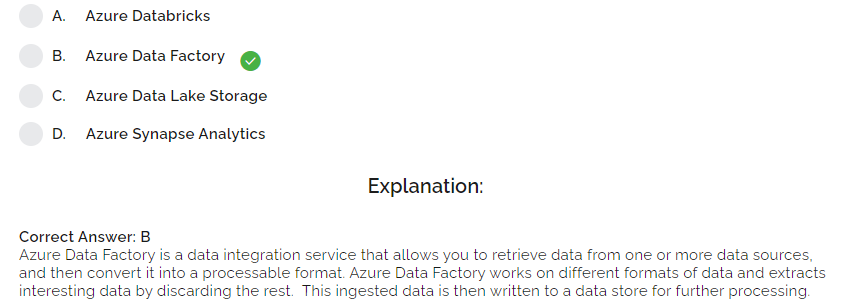 A. Azure Databricks
B. Azure Data Factory
C. Azure Data Lake Storage
D. Azure Synapse Analytics
Explanation:
Correct Answer: B
Azure Data Factory is a data integration service that allows you to retrieve data from one or more data sources,
and then convert it into a processable format. Azure Data Factory works on different formats of data and extracts
interesting data by discarding the rest. This ingested data is then written to a data store for further processing.